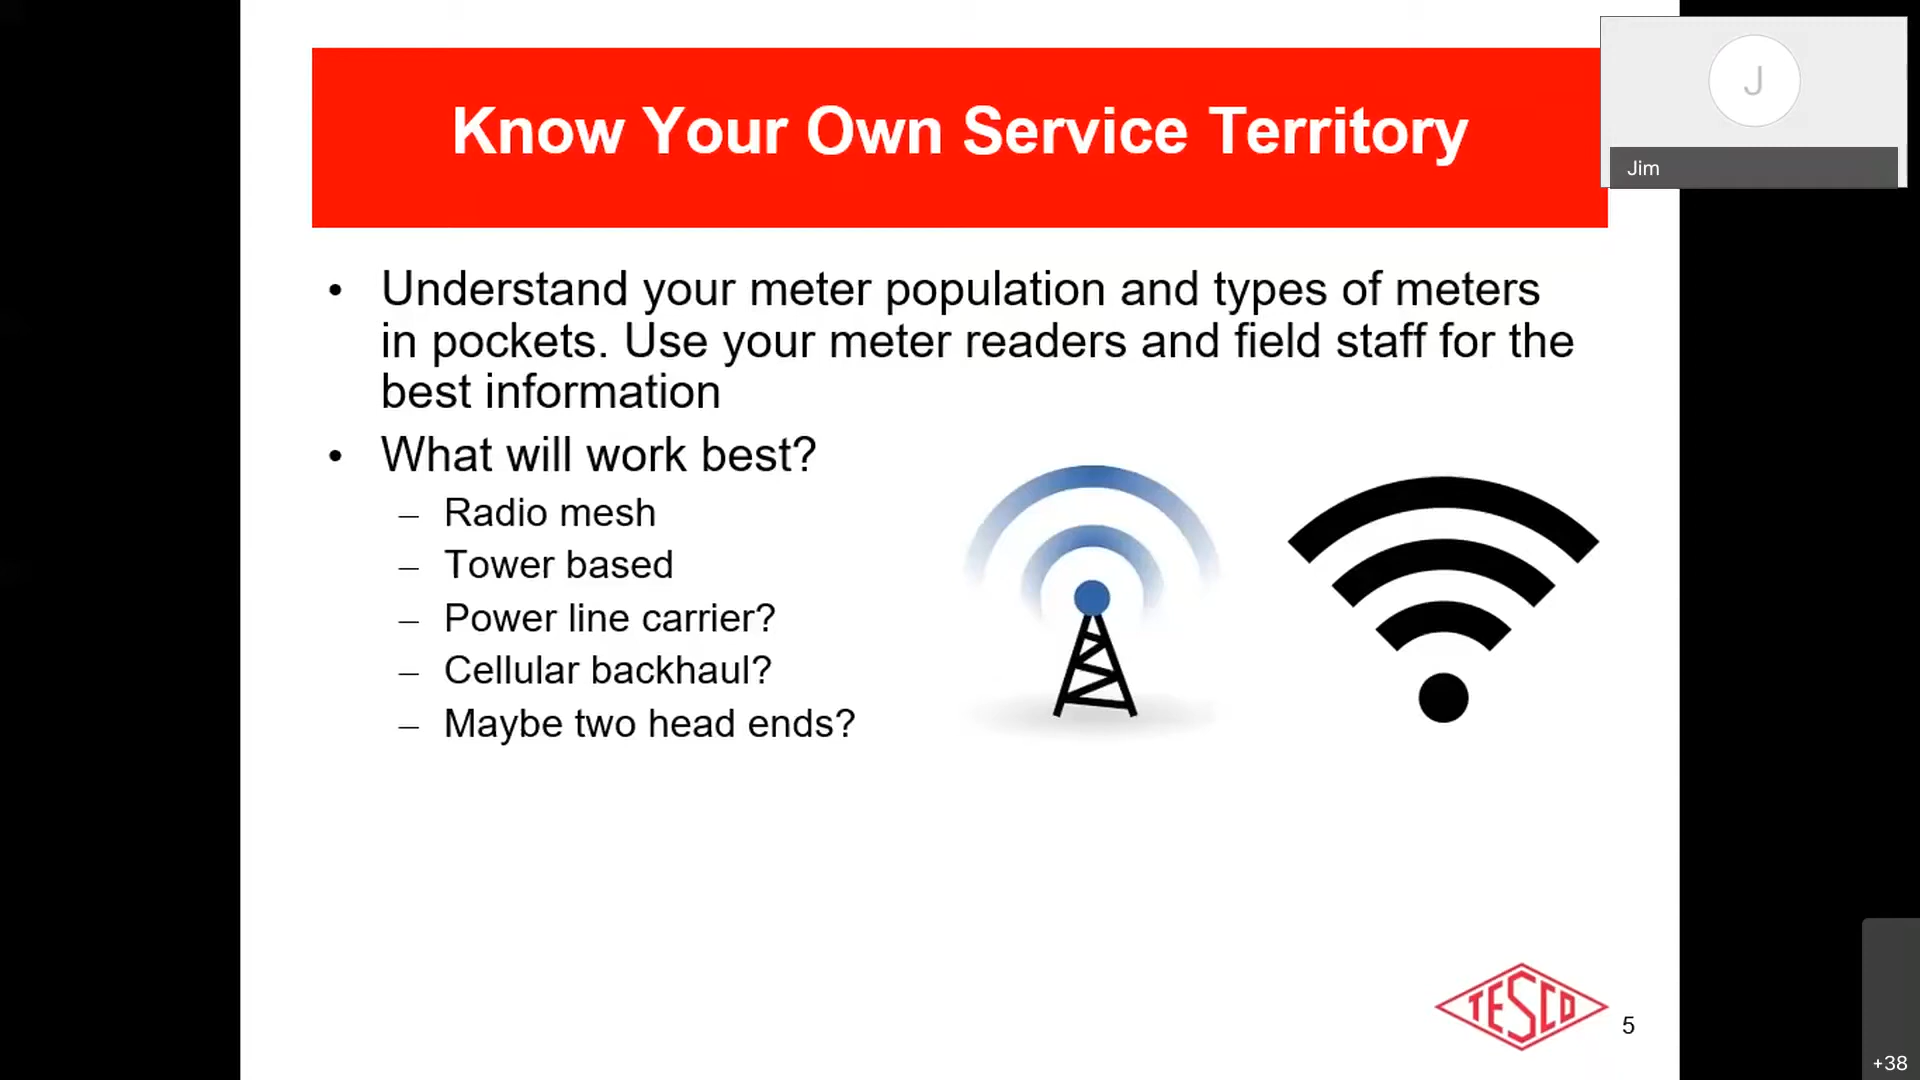 Know Your Own Service Territory
J
Jim
• Understand your meter population and types of meters
in pockets. Use your meter readers and field staff for the
best information
• What will work best?
– Radio mesh
– Tower based
– Power line carrier?
– Cellular backhaul?
– Maybe two head ends?
TESCO
5
+38